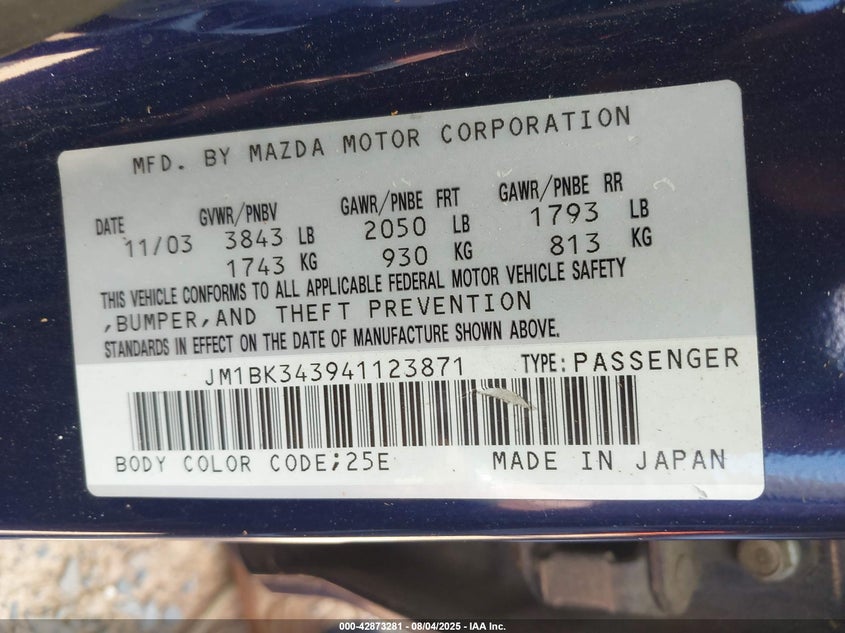 MFD. BY MAZDA MOTOR CORPORATION
DATE GVWR/PNBV GAWR/PNBE FRT GAWR/PNBE RR
11/03 3843 LB 2050 LB 1793 LB
1743 KG 930 KG 813 KG
THIS VEHICLE CONFORMS TO ALL APPLICABLE FEDERAL MOTOR VEHICLE SAFETY
,BUMPER,AND THEFT PREVENTION
STANDARDS IN EFFECT ON THE DATE OF MANUFACTURE SHOWN ABOVE.
JM1BK343941123871 TYPE: PASSENGER
BODY COLOR CODE;25E MADE IN JAPAN
000-42873281 - 08/04/2025 - IAA Inc.